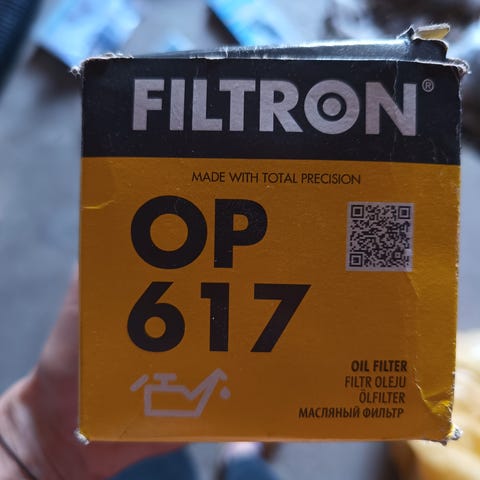 FILTRON®
MADE WITH TOTAL PRECISION
OP
617
OIL FILTER
FILTR OLEJU
ÖLFILTER
МАСЛЯНЫЙ ФИЛЬТР